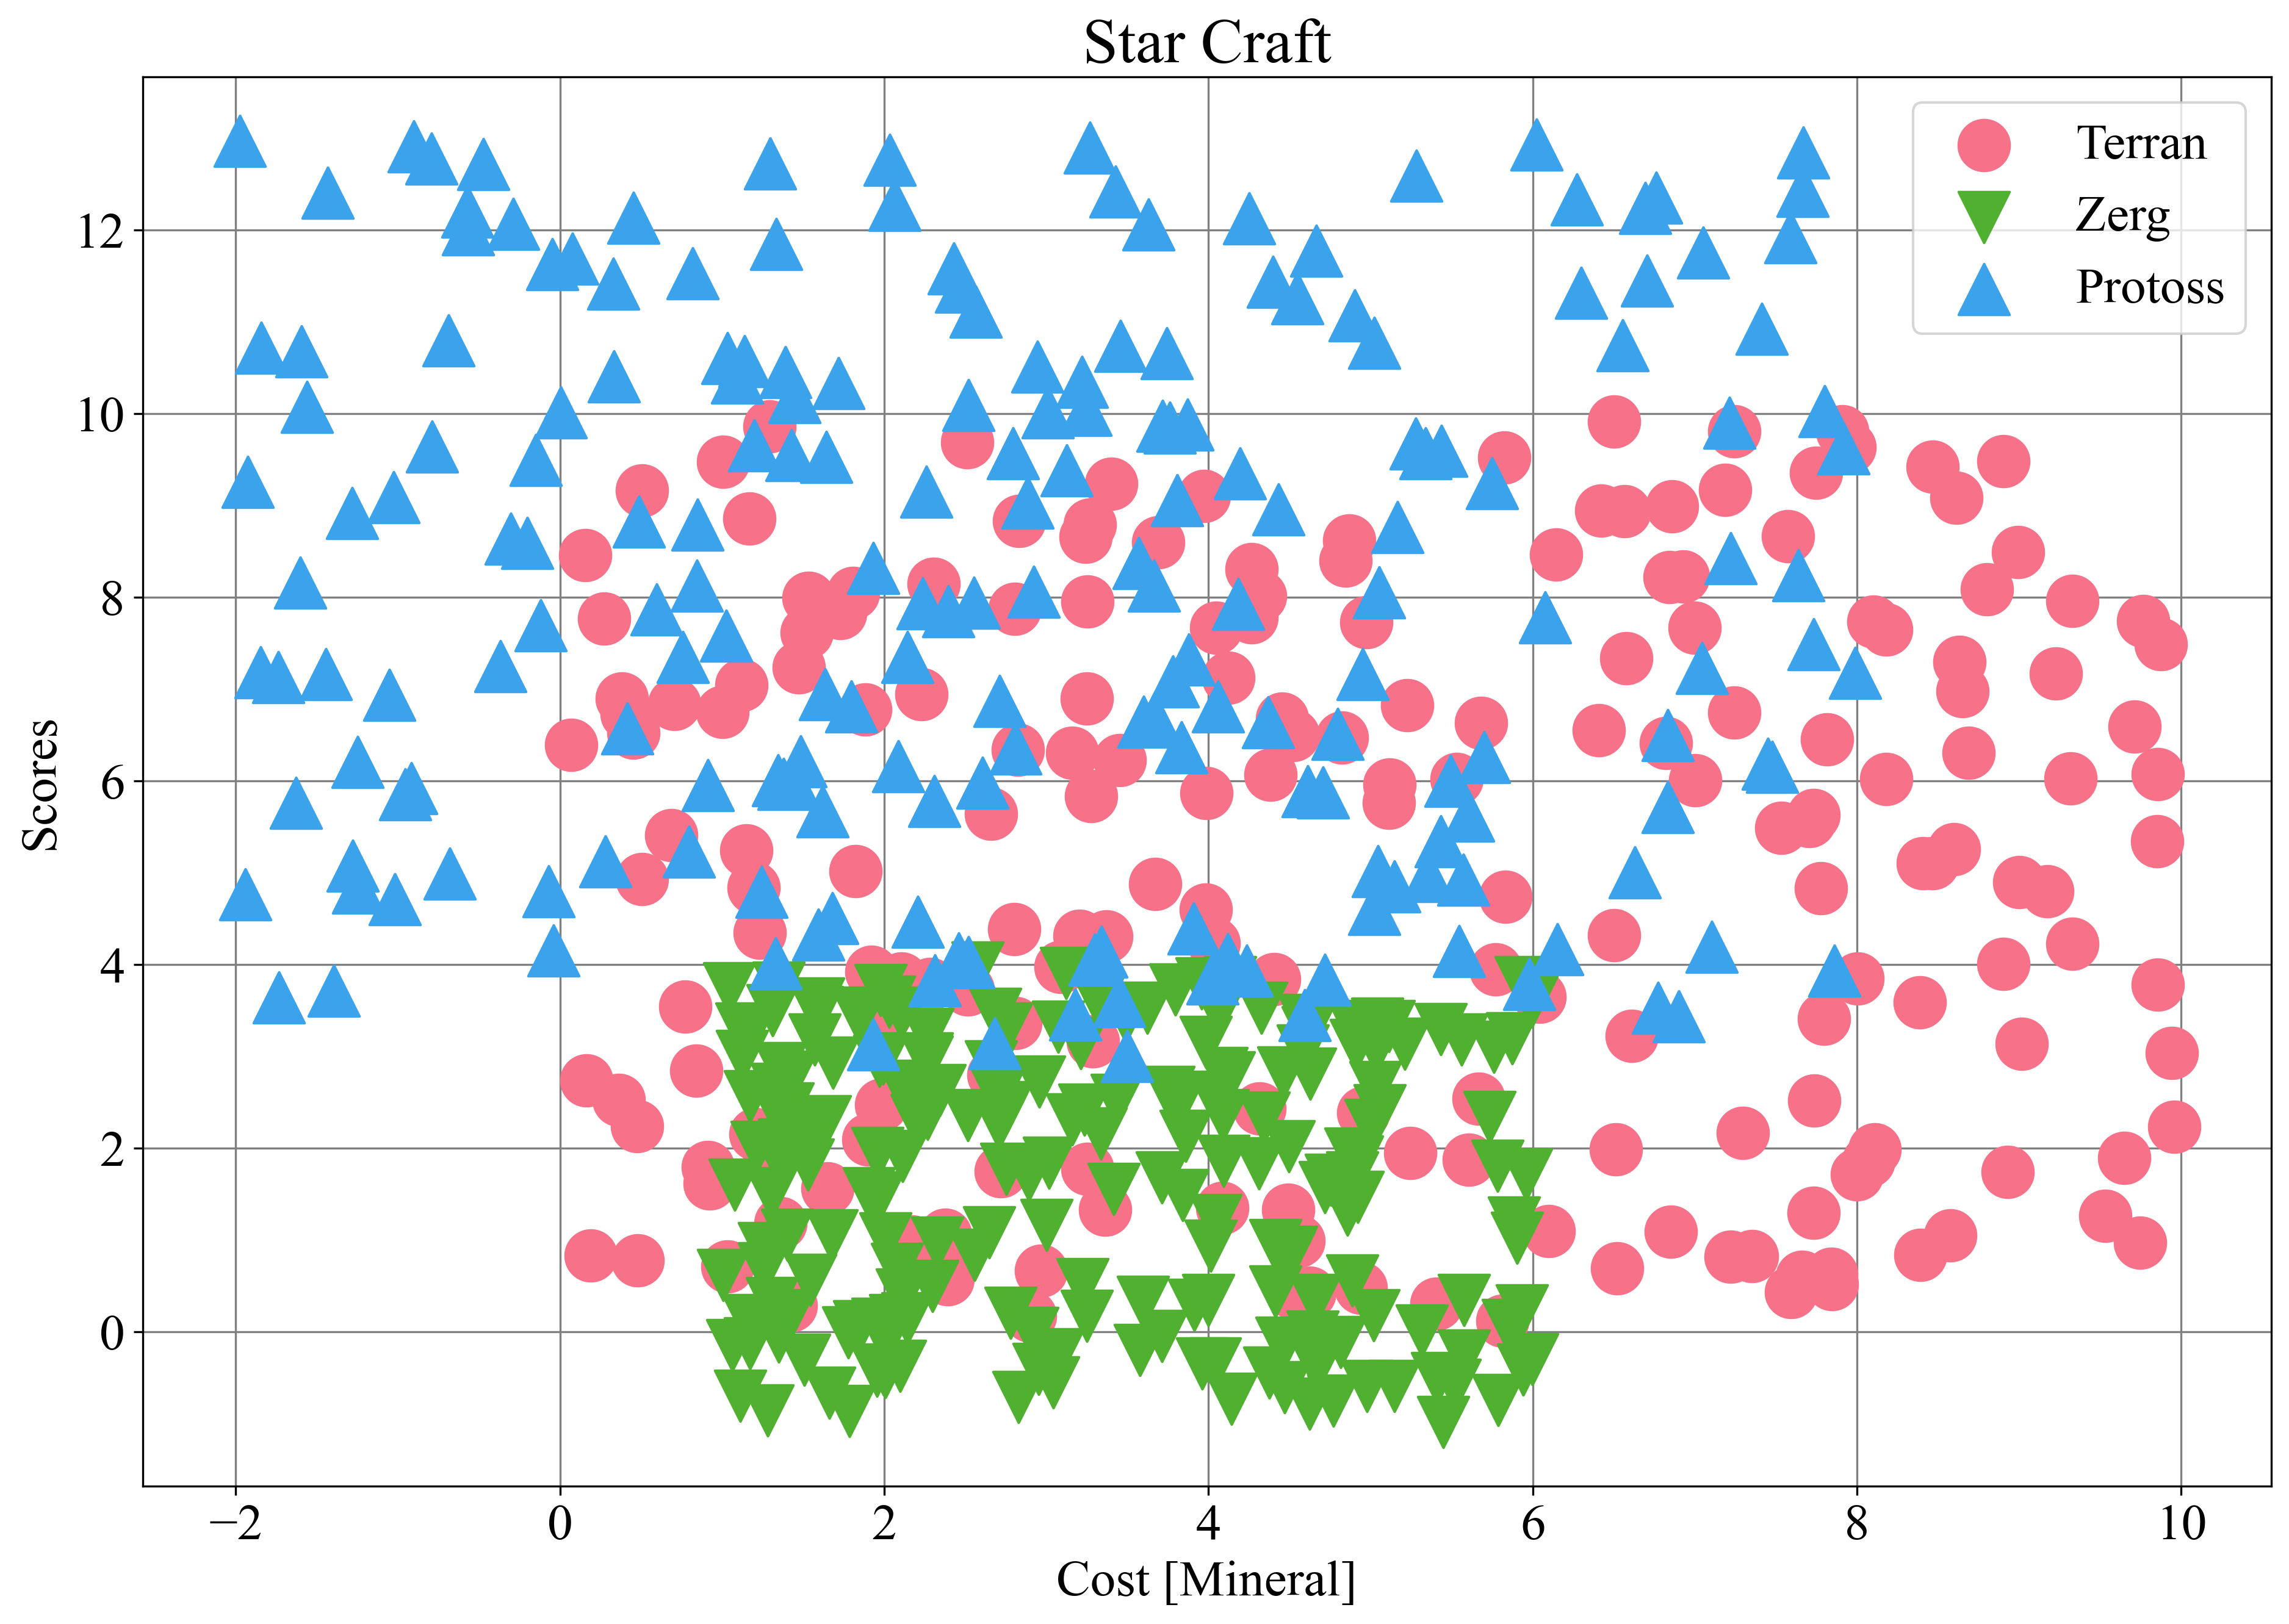 Star Craft
Terran
Zerg
Protoss
12
10
8
6
4
2
0
Scores
−2 0 2 4 6 8 10
Cost [Mineral]